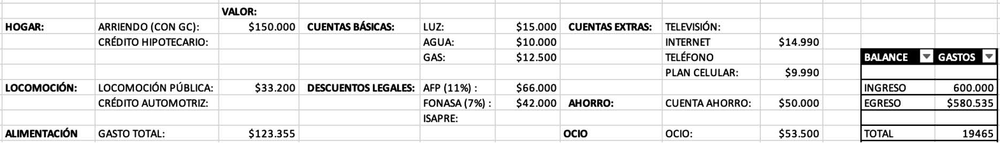 VALOR:
HOGAR: ARRIENDO (CON GC): $150.000 CUENTAS BÁSICAS: LUZ: $15.000 CUENTAS EXTRAS: TELEVISIÓN:
CRÉDITO HIPOTECARIO: AGUA: $10.000 INTERNET $14.990
GAS: $12.500 TELÉFONO BALANCE GASTOS
PLAN CELULAR: $9.990
LOCOMOCIÓN: LOCOMOCIÓN PÚBLICA: $33.200 DESCUENTOS LEGALES: AFP (11%) : $66.000 INGRESO 600.000
CRÉDITO AUTOMOTRIZ: FONASA (7%) : $42.000 AHORRO: CUENTA AHORRO: $50.000 EGRESO $580.535
ISAPRE:
ALIMENTACIÓN GASTO TOTAL: $123.355 OCIO OCIO: $53.500 TOTAL 19465